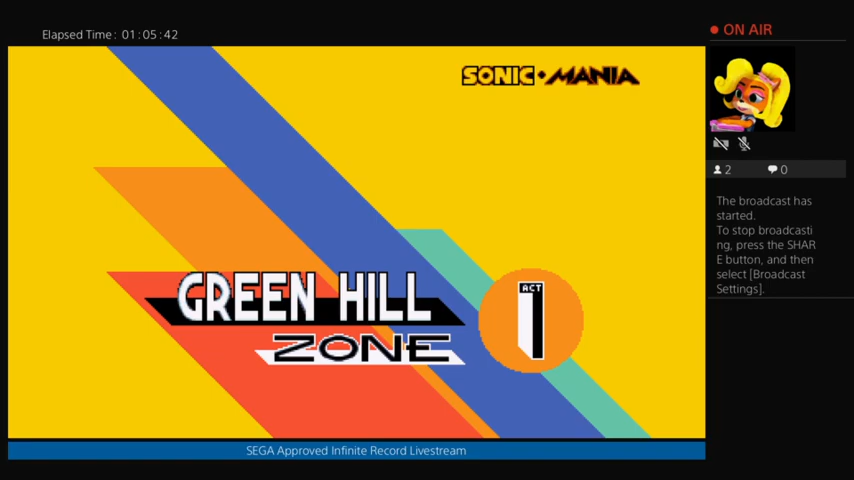 Elapsed Time: 01:05:42
ON AIR
SONIC•MANIA
2
0
The broadcast has
started.
To stop broadcasti
ng, press the SHAR
E button, and then
select [Broadcast
Settings].
GREEN HILL
ZONE
ACT
1
SEGA Approved Infinite Record Livestream